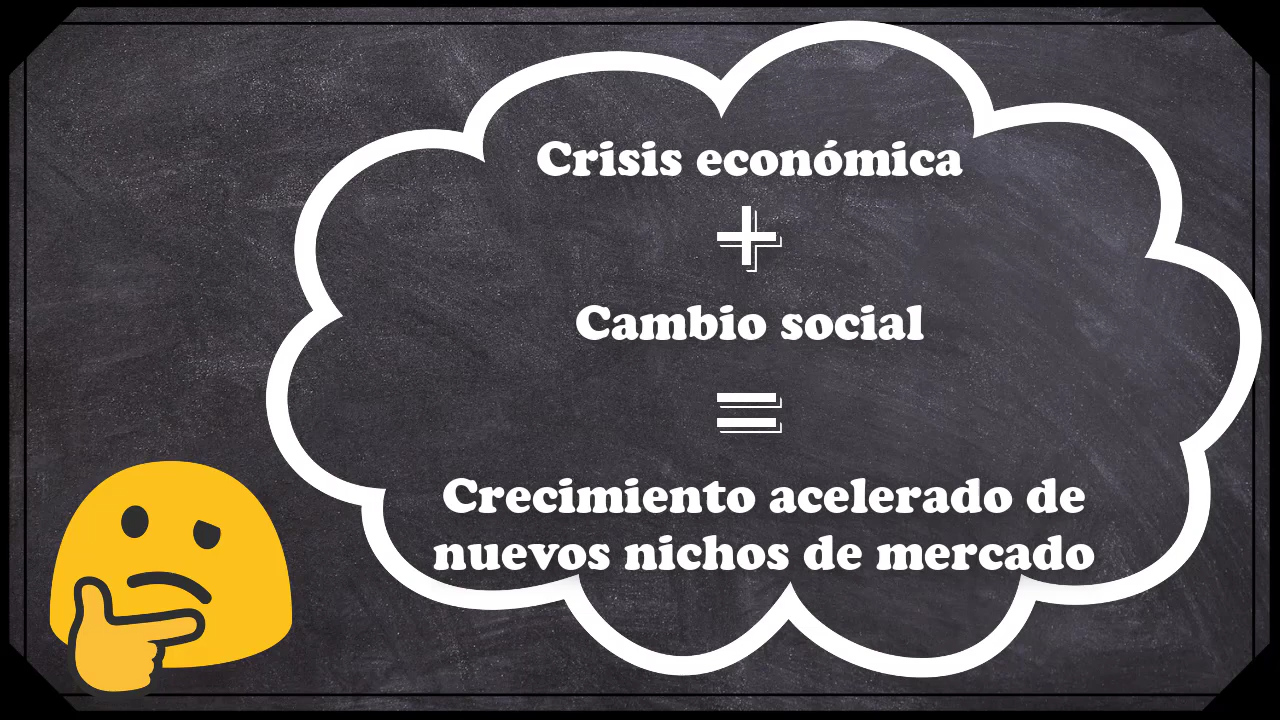 Crisis económica
+
Cambio social
=
Crecimiento acelerado de
nuevos nichos de mercado